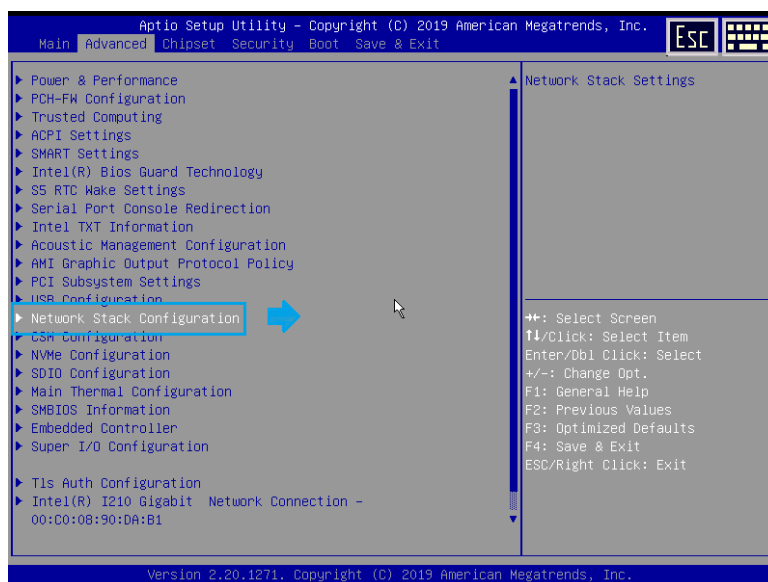 Aptio Setup Utility – Copyright (C) 2019 American Megatrends, Inc.
Main Advanced Chipset Security Boot Save & Exit
Esc
Power & Performance
PCH-FW Configuration
Trusted Computing
ACPI Settings
SMART Settings
Intel(R) Bios Guard Technology
S5 RTC Wake Settings
Serial Port Console Redirection
Intel TXT Information
Acoustic Management Configuration
AMI Graphic Output Protocol Policy
PCI Subsystem Settings
USB Configuration
Network Stack Configuration
CSM Configuration
NVMe Configuration
SDIO Configuration
Main Thermal Configuration
SMBIOS Information
Embedded Controller
Super I/O Configuration
Tls Auth Configuration
Intel(R) I210 Gigabit Network Connection –
00:C0:08:90:DA:B1
Network Stack Settings
→←: Select Screen
↑↓/Click: Select Item
Enter/Dbl Click: Select
+/-: Change Opt.
F1: General Help
F2: Previous Values
F3: Optimized Defaults
F4: Save & Exit
ESC/Right Click: Exit
Version 2.20.1271. Copyright (C) 2019 American Megatrends, Inc.